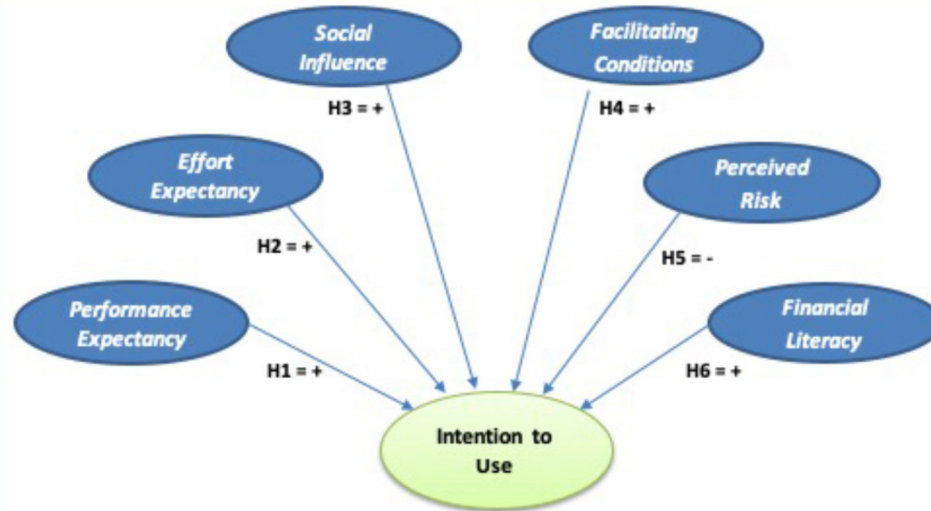 Social
Influence
Facilitating
Conditions
H3 = +
H4 = +
Effort
Expectancy
Perceived
Risk
H2 = +
H5 = -
Performance
Expectancy
Financial
Literacy
H1 = +
H6 = +
Intention to
Use